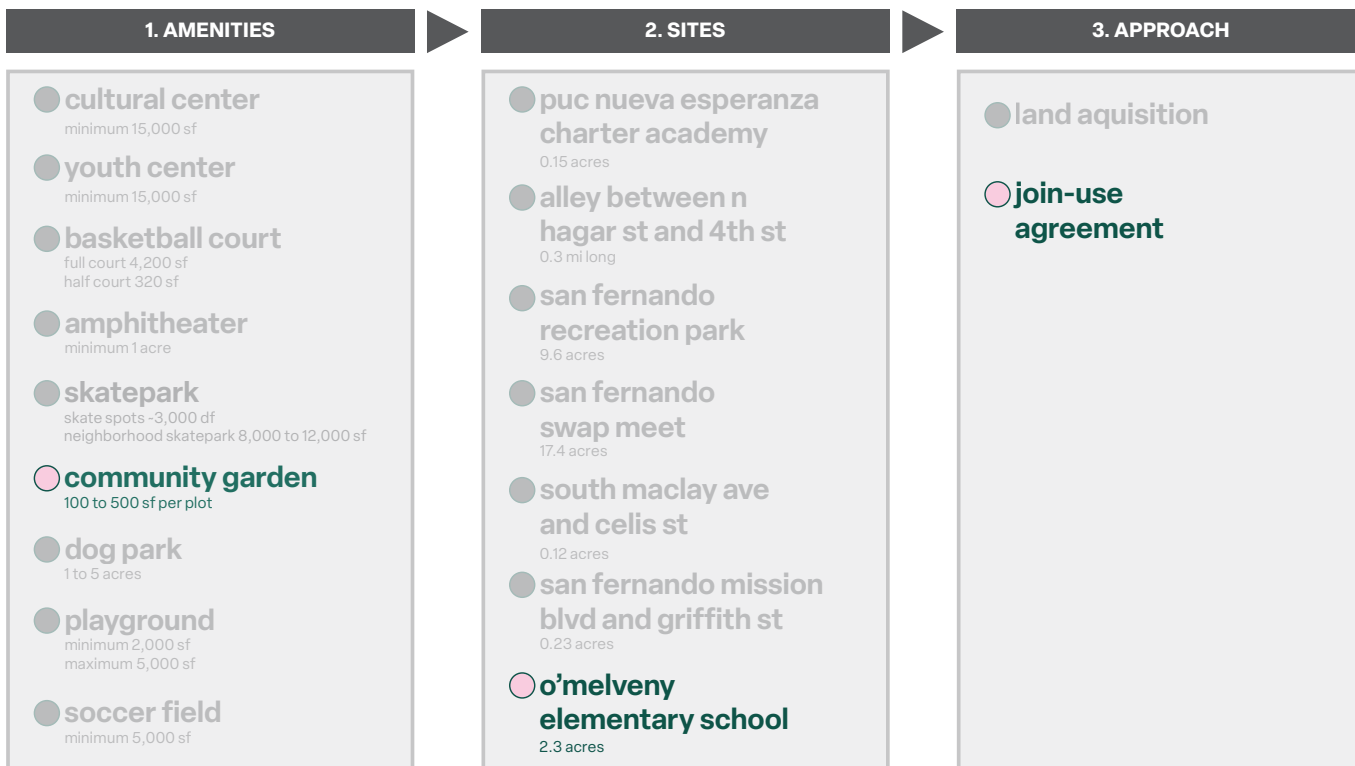 1. AMENITIES
cultural center
minimum 15,000 sf
youth center
minimum 15,000 sf
basketball court
full court 4,200 sf
half court 320 sf
amphitheater
minimum 1 acre
skatepark
skate spots -3,000 df
neighborhood skatepark 8,000 to 12,000 sf
community garden
100 to 500 sf per plot
dog park
1 to 5 acres
playground
minimum 2,000 sf
maximum 5,000 sf
soccer field
minimum 5,000 sf
2. SITES
puc nueva esperanza
charter academy
0.15 acres
alley between n
hagar st and 4th st
0.3 mi long
san fernando
recreation park
9.6 acres
san fernando
swap meet
17.4 acres
south maclay ave
and celis st
0.12 acres
san fernando mission
blvd and griffith st
0.23 acres
o’melveny
elementary school
2.3 acres
3. APPROACH
land aquisition
join-use
agreement